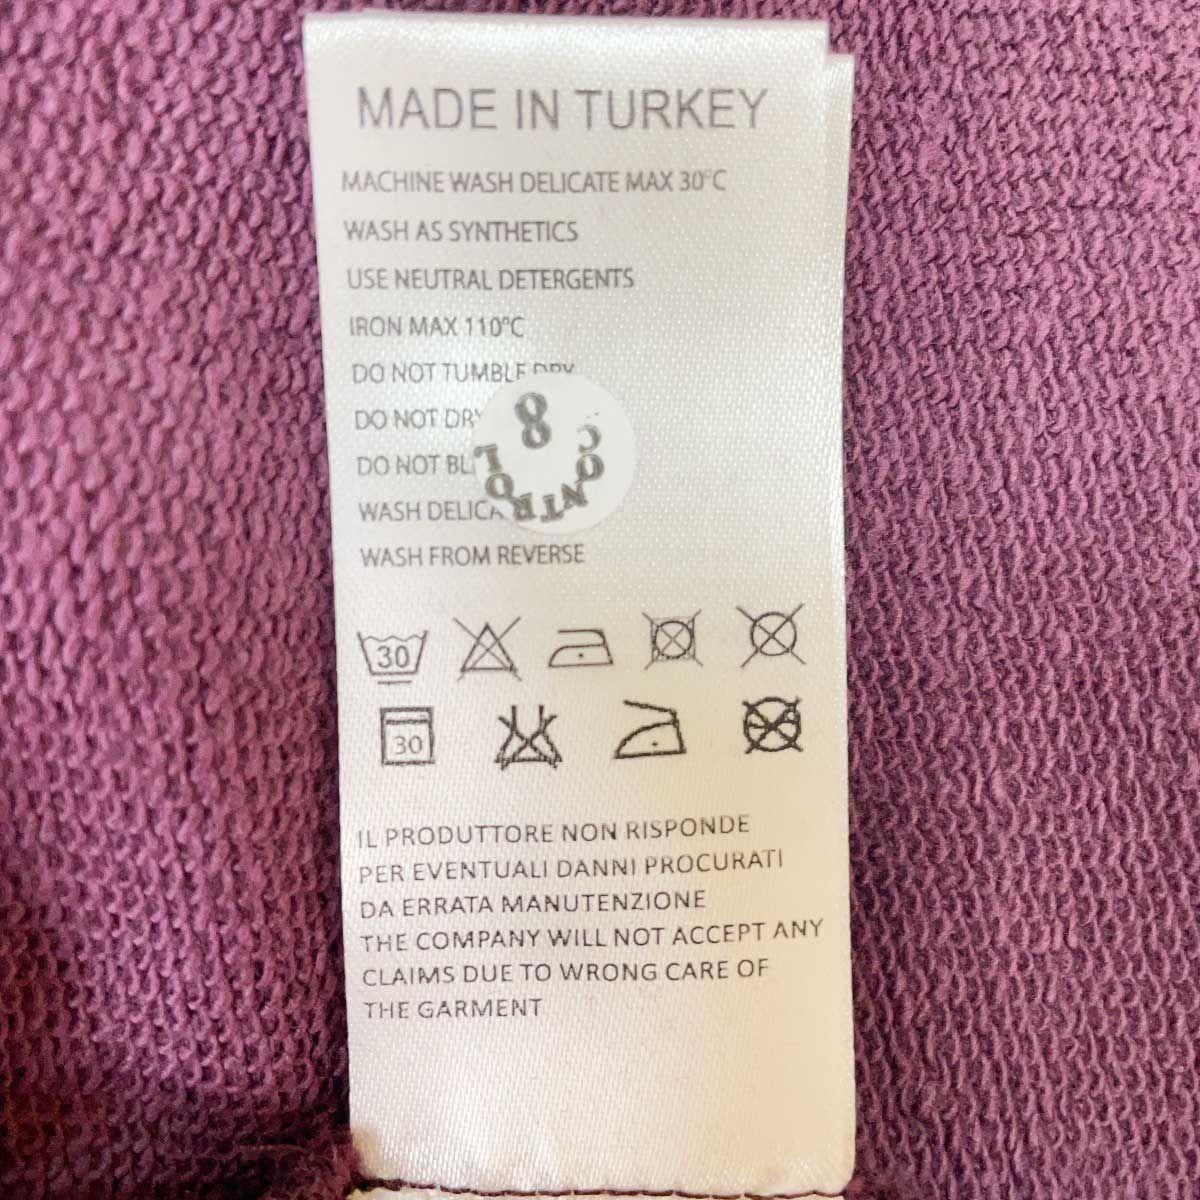 MADE IN TURKEY
MACHINE WASH DELICATE MAX 30°C
WASH AS SYNTHETICS
USE NEUTRAL DETERGENTS
IRON MAX 110°C
DO NOT TUMBLE DRY
DO NOT
DO NOT
WASH
WASH FROM REVERSE
8
CONTROL
30
30
IL PRODUTTORE NON RISPONDE
PER EVENTUALI DANNI PROCURATI
DA ERRATA MANUTENZIONE
THE COMPANY WILL NOT ACCEPT ANY
CLAIMS DUE TO WRONG CARE OF
THE GARMENT